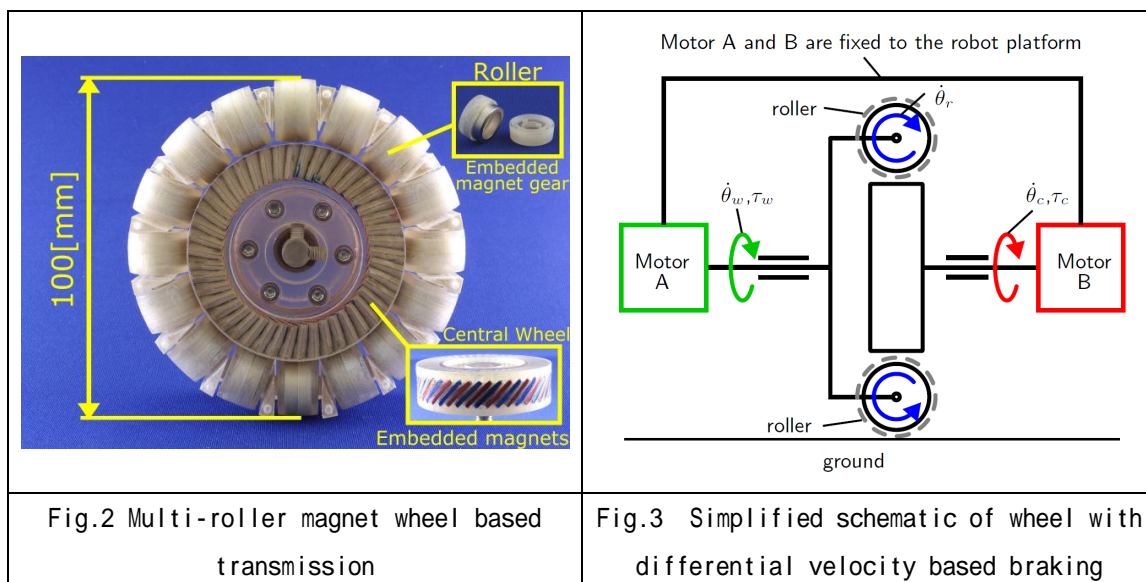 Roller
Embedded
magnet gear
100[mm]
Central Wheel
Embedded magnets
Fig.2 Multi-roller magnet wheel based
transmission
Motor A and B are fixed to the robot platform
roller
θ̇r
θ̇w,τw
θ̇c,τc
Motor
A
Motor
B
roller
ground
Fig.3 Simplified schematic of wheel with
differential velocity based braking